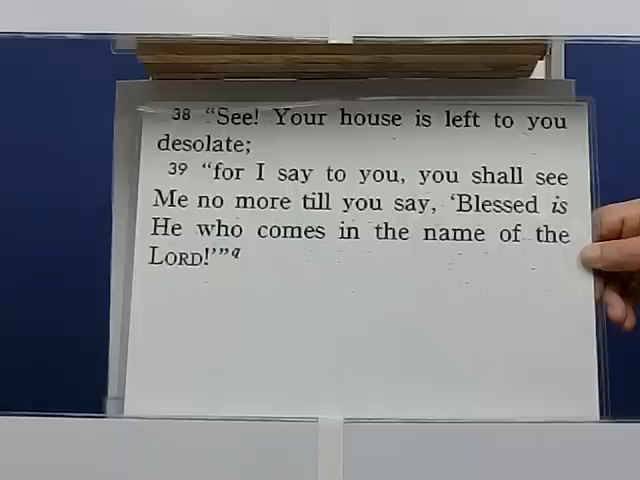 38 “See! Your house is left to you
desolate;
39 “for I say to you, you shall see
Me no more till you say, ‘Blessed is
He who comes in the name of the
LORD!’”a